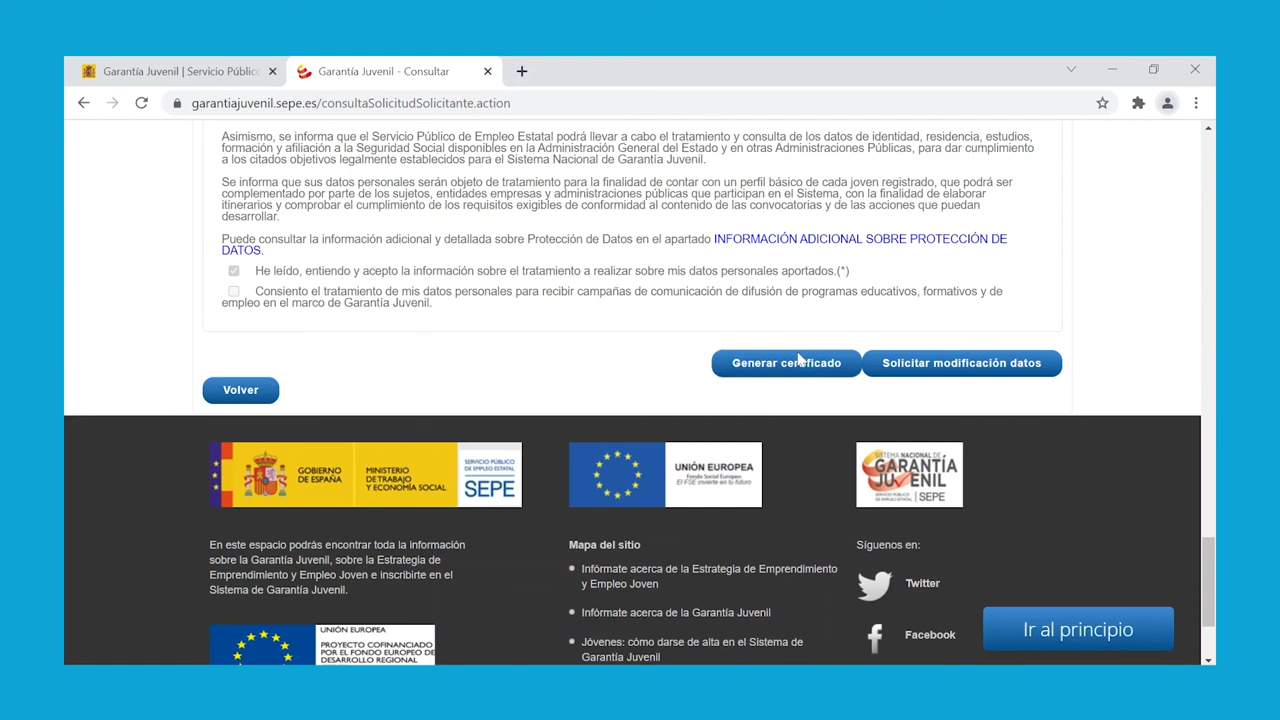 Garantía Juvenil | Servicio Público
Garantía Juvenil - Consultar
garantiajuvenil.sepe.es/consultaSolicitudSolicitante.action
Asimismo, se informa que el Servicio Público de Empleo Estatal podrá llevar a cabo el tratamiento y consulta de los datos de identidad, residencia, estudios,
formación y afiliación a la Seguridad Social disponibles en la Administración General del Estado y en otras Administraciones Públicas, para dar cumplimiento
a los citados objetivos legalmente establecidos para el Sistema Nacional de Garantía Juvenil.
Se informa que sus datos personales serán objeto de tratamiento para la finalidad de contar con un perfil básico de cada joven registrado, que podrá ser
complementado por parte de los sujetos, entidades empresas y administraciones públicas que participan en el Sistema, con la finalidad de elaborar
itinerarios y comprobar el cumplimiento de los requisitos exigibles de conformidad al contenido de las convocatorias y de las acciones que puedan
desarrollar.
Puede consultar la información adicional y detallada sobre Protección de Datos en el apartado INFORMACIÓN ADICIONAL SOBRE PROTECCIÓN DE
DATOS.
He leído, entiendo y acepto la información sobre el tratamiento a realizar sobre mis datos personales aportados.(*)
Consiento el tratamiento de mis datos personales para recibir campañas de comunicación de difusión de programas educativos, formativos y de
empleo en el marco de Garantía Juvenil.
Generar certificado
Solicitar modificación datos
Volver
GOBIERNO
DE ESPAÑA
MINISTERIO
DE TRABAJO
Y ECONOMÍA SOCIAL
SERVICIO PÚBLICO
DE EMPLEO ESTATAL
SEPE
UNIÓN EUROPEA
Fondo Social Europeo
El FSE invierte en tu futuro
SISTEMA NACIONAL DE
GARANTÍA
JUVENIL
SERVICIO PÚBLICO
DE EMPLEO ESTATAL
SEPE
En este espacio podrás encontrar toda la información
sobre la Garantía Juvenil, sobre la Estrategia de
Emprendimiento y Empleo Joven e inscribirte en el
Sistema de Garantía Juvenil.
Mapa del sitio
Infórmate acerca de la Estrategia de Emprendimiento
y Empleo Joven
Infórmate acerca de la Garantía Juvenil
Jóvenes: cómo darse de alta en el Sistema de
Garantía Juvenil
Síguenos en:
Twitter
Facebook
Ir al principio
UNIÓN EUROPEA
PROYECTO COFINANCIADO
POR EL FONDO EUROPEO DE
DESARROLLO REGIONAL